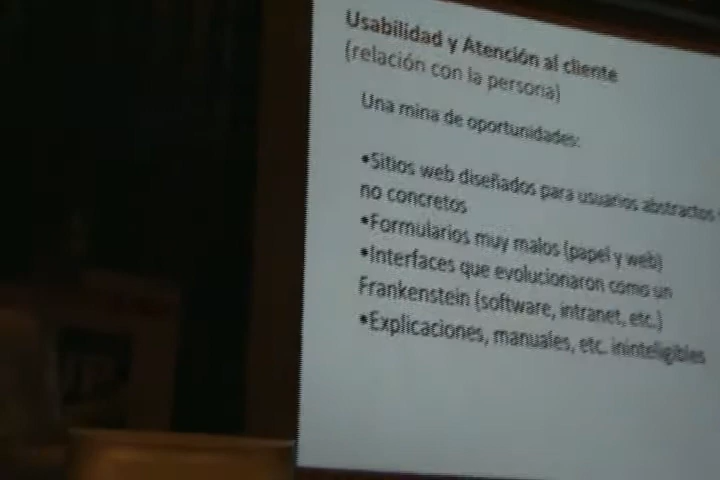 Usabilidad y Atención al cliente
(relación con la persona)
Una mina de oportunidades:
•Sitios web diseñados para usuarios abstractos
no concretos
•Formularios muy malos (papel y web)
•Interfaces que evolucionaron como un
Frankenstein (software, intranet, etc.)
•Explicaciones, manuales, etc. ininteligibles